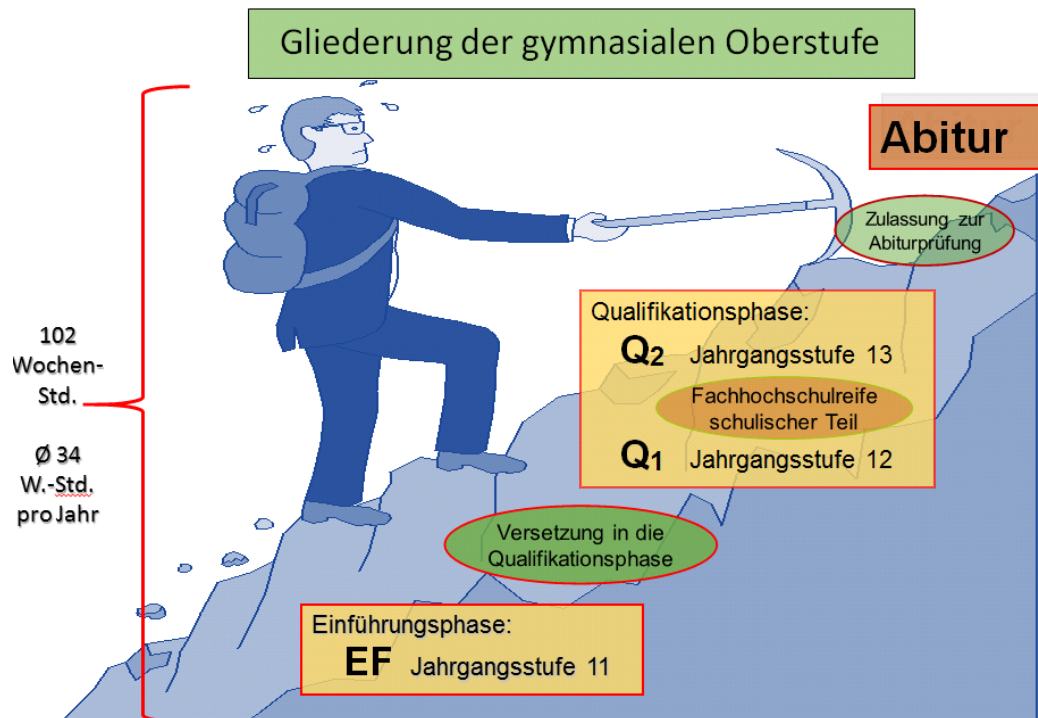 Gliederung der gymnasialen Oberstufe
Abitur
Zulassung zur
Abiturprüfung
Qualifikationsphase:
Q2 Jahrgangsstufe 13
Fachhochschulreife
schulischer Teil
Q1 Jahrgangsstufe 12
102
Wochen-
Std.
Ø 34
W.-Std.
pro Jahr
Versetzung in die
Qualifikationsphase
Einführungsphase:
EF Jahrgangsstufe 11